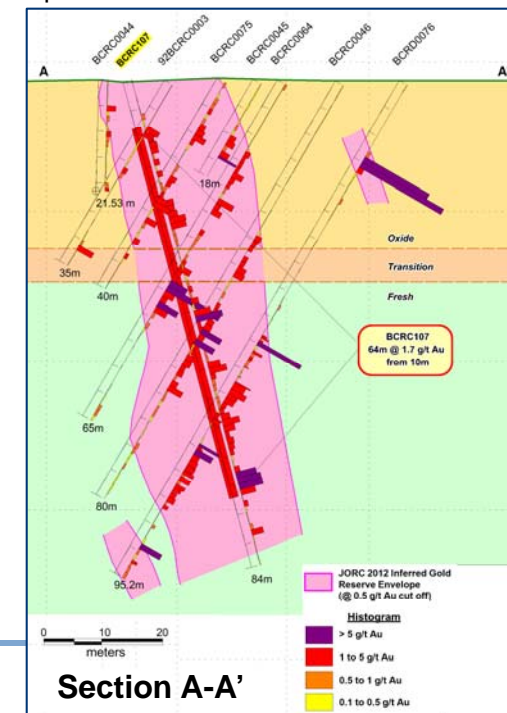 BCRC0044
BCRC107
92BCRC0003
BCRC0075
BCRC0045
BCRC0064
BCRC0046
BCRD0076
A
A
18m
21.53 m
Oxide
35m
Transition
40m
Fresh
BCRC107
64m @ 1.7 g/t Au
from 10m
65m
80m
95.2m
84m
JORC 2012 Inferred Gold
Reserve Envelope
(@ 0.5 g/t Au cut off)
Histogram
> 5 g/t Au
1 to 5 g/t Au
0.5 to 1 g/t Au
0.1 to 0.5 g/t Au
0 10 20
meters
Section A-A’